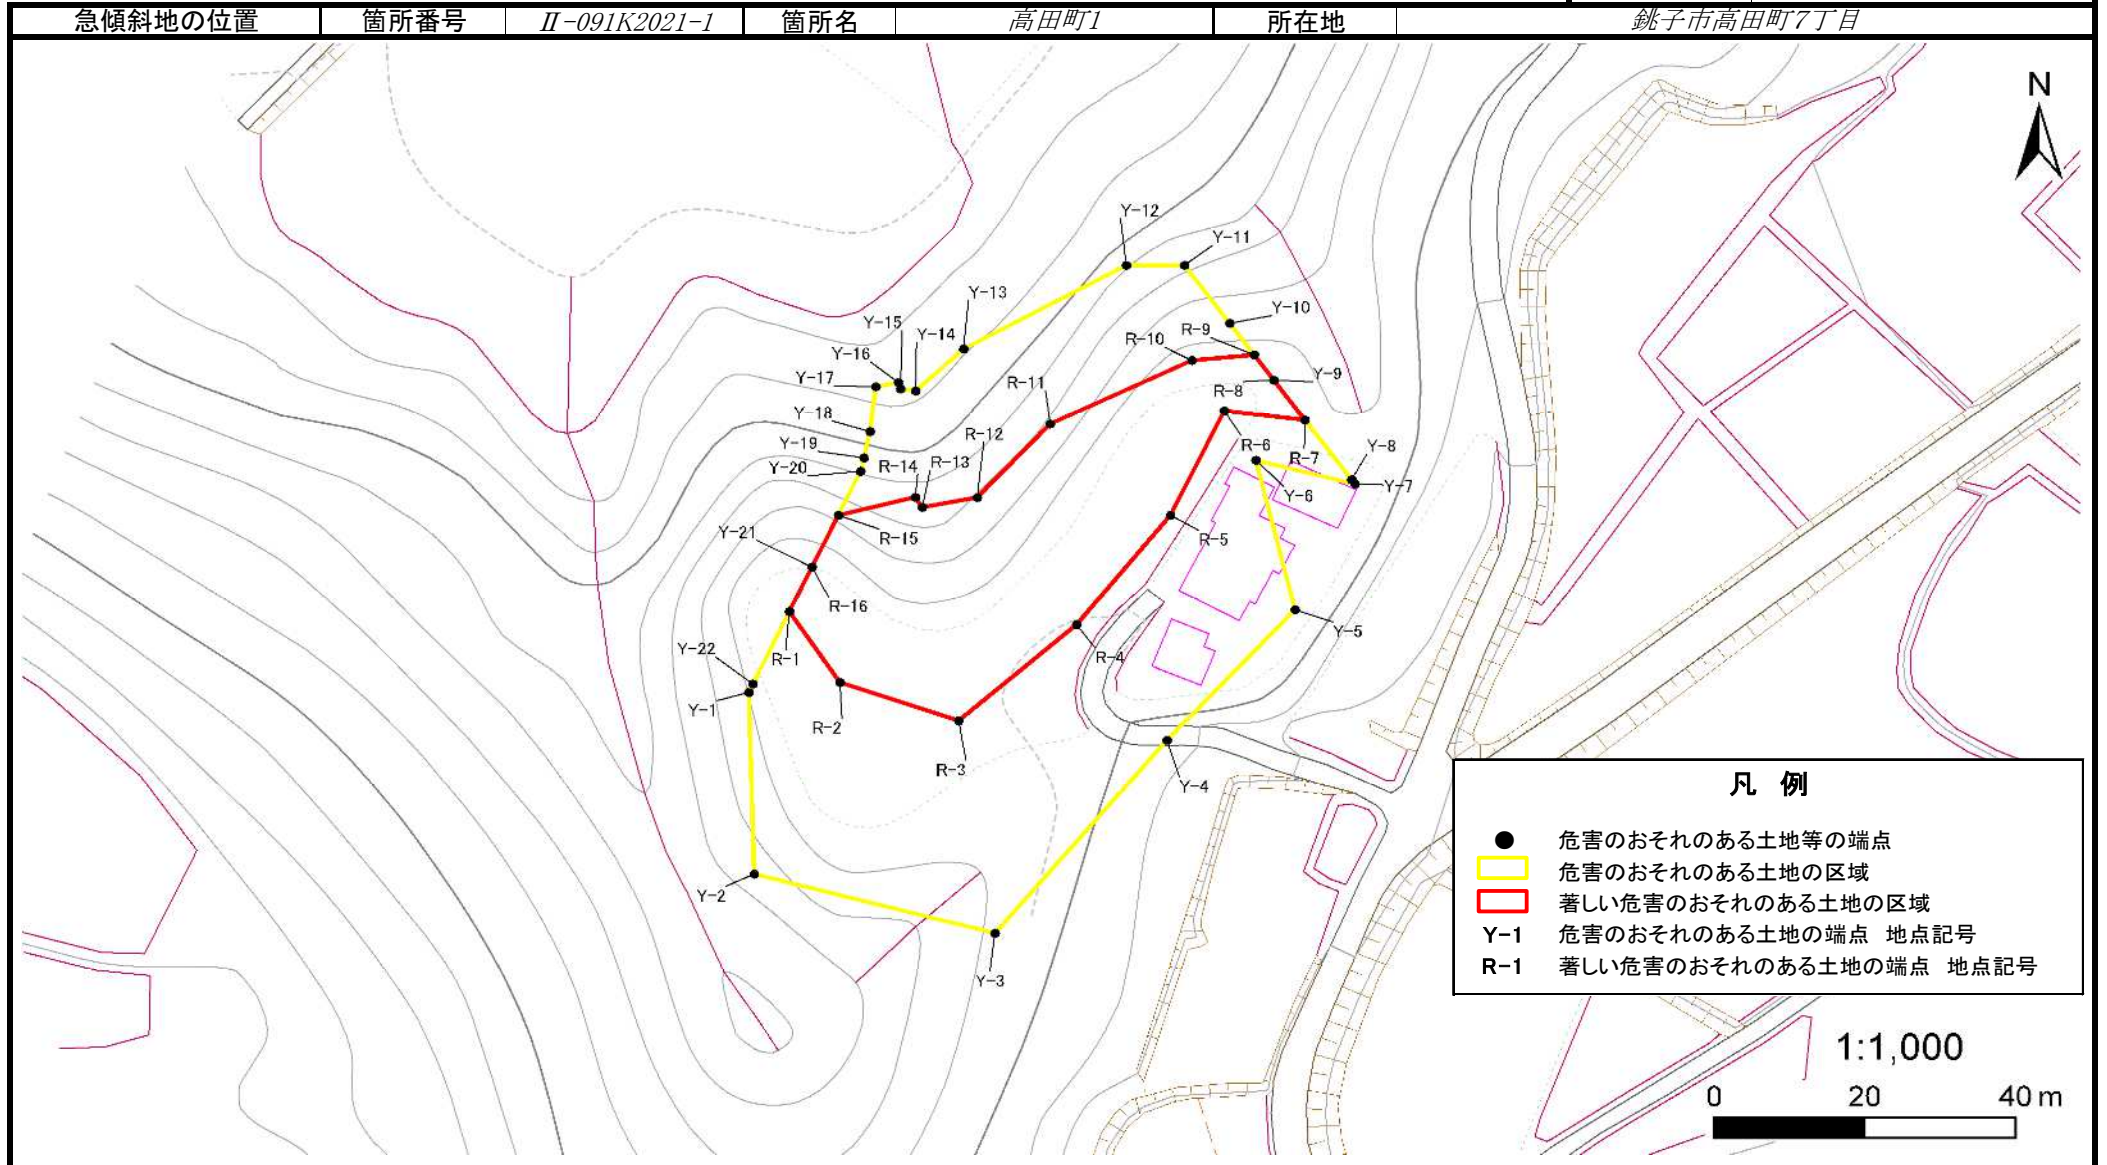 急傾斜地の位置 箇所番号 Ⅱ-091K2021-1 箇所名 高田町1 所在地 銚子市高田町7丁目
N
Y-12
Y-11
Y-13
Y-10
Y-15
Y-14
R-9
R-10
Y-16
Y-17
Y-9
R-11
R-8
Y-18
R-12
R-6
R-7
Y-8
Y-19
Y-20
R-14
R-13
Y-7
Y-6
Y-21
R-15
R-5
R-16
Y-5
Y-22
R-1
R-4
Y-1
R-2
R-3
Y-4
Y-2
Y-3
凡 例
危害のおそれのある土地等の端点
危害のおそれのある土地の区域
著しい危害のおそれのある土地の区域
Y-1 危害のおそれのある土地の端点 地点記号
R-1 著しい危害のおそれのある土地の端点 地点記号
1:1,000
0 20 40 m